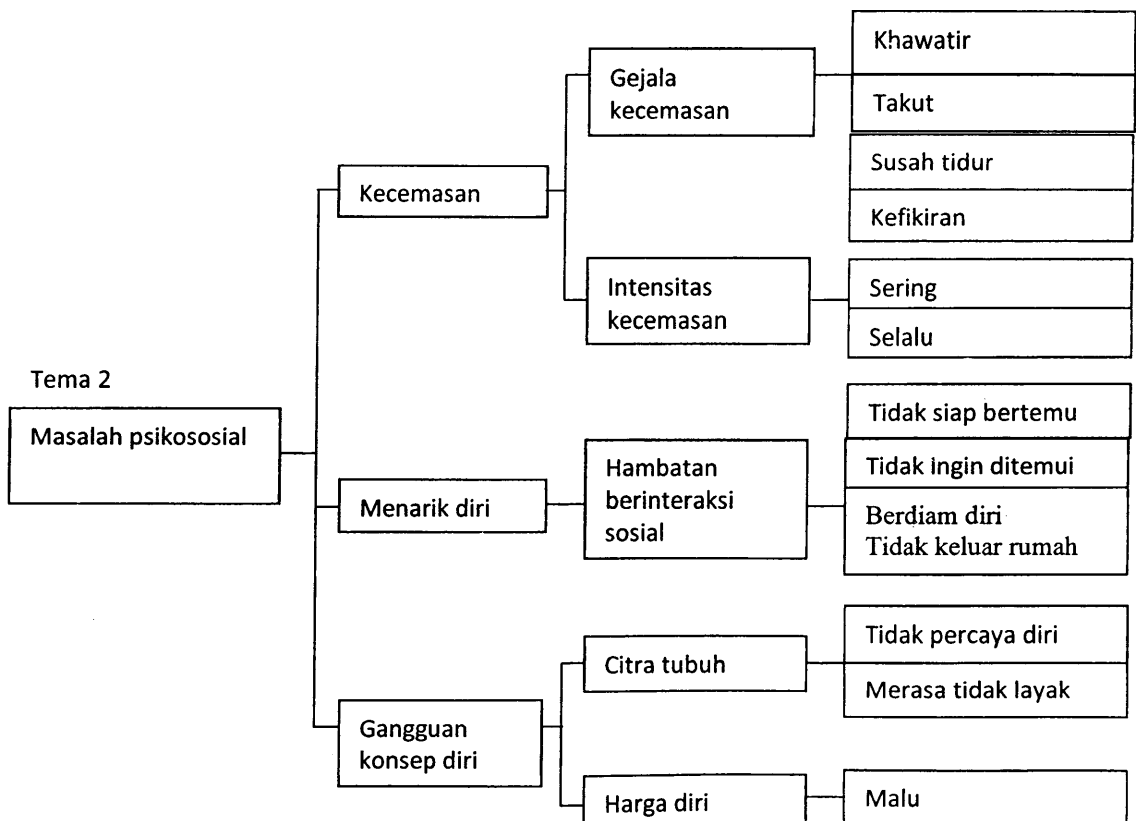 Tema 2
Masalah psikososial
Kecemasan
Gejala
kecemasan
Khawatir
Takut
Susah tidur
Kefikiran
Intensitas
kecemasan
Sering
Selalu
Menarik diri
Hambatan
berinteraksi
sosial
Tidak siap bertemu
Tidak ingin ditemui
Berdiam diri
Tidak keluar rumah
Gangguan
konsep diri
Citra tubuh
Tidak percaya diri
Merasa tidak layak
Harga diri
Malu